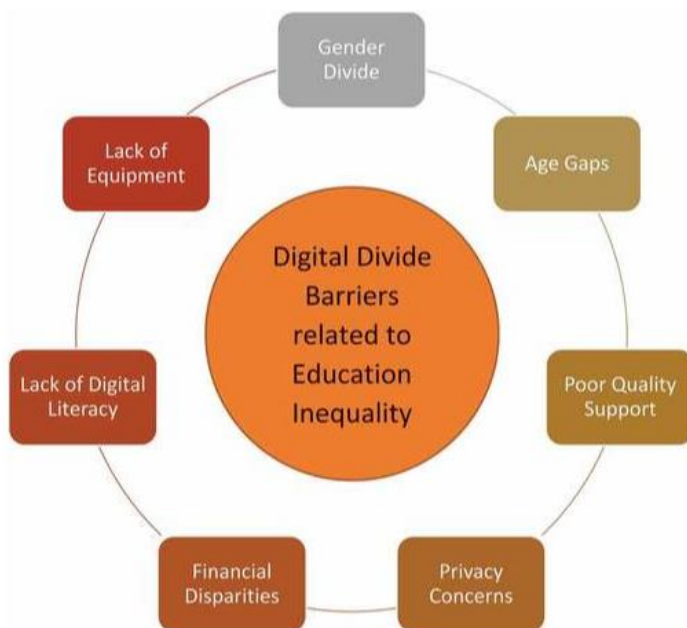 Gender
Divide
Age Gaps
Poor Quality
Support
Privacy
Concerns
Financial
Disparities
Lack of Digital
Literacy
Lack of
Equipment
Digital Divide
Barriers
related to
Education
Inequality